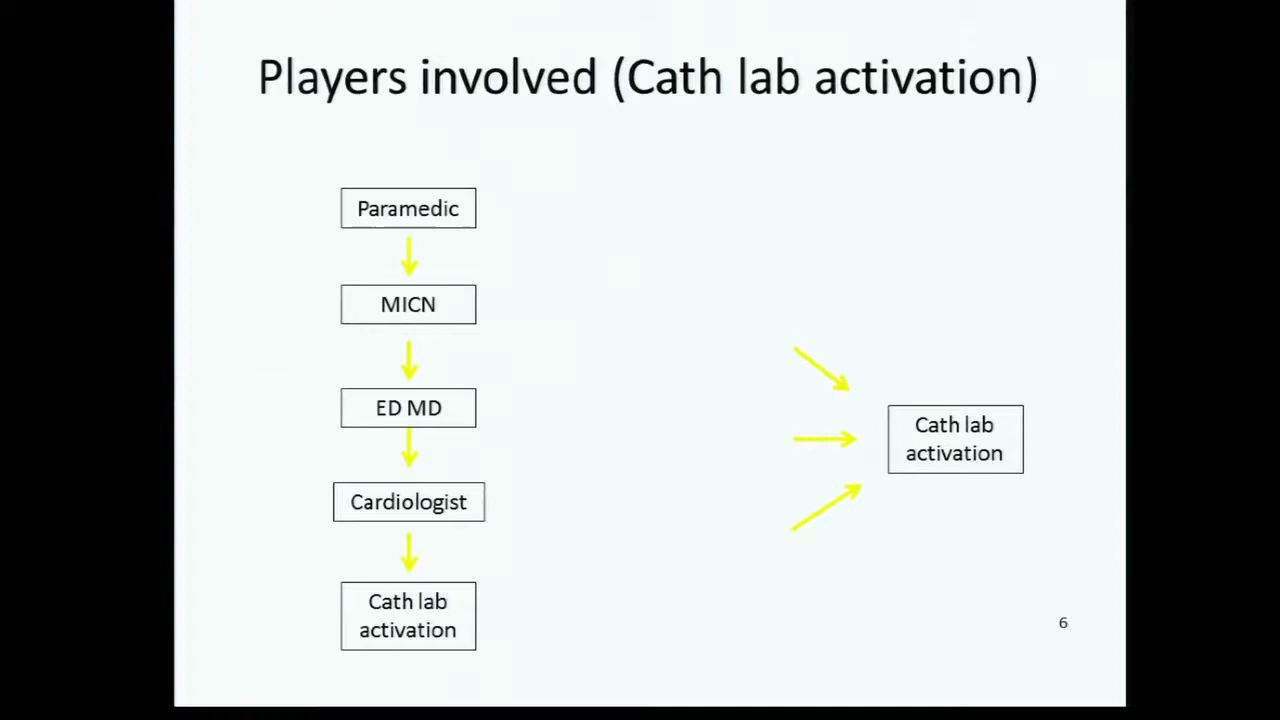 Players involved (Cath lab activation)
Paramedic
MICN
ED MD
Cardiologist
Cath lab
activation
Cath lab
activation
6